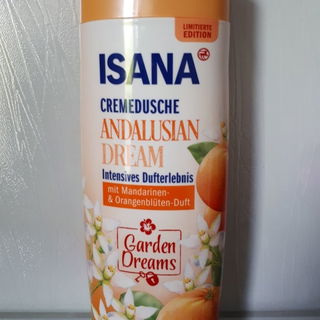 LIMITIERTE
EDITION
ISANA
CREMEDUSCHE
ANDALUSIAN
DREAM
Intensives Dufterlebnis
mit Mandarinen-
& Orangenblüten-Duft
Garden
Dreams